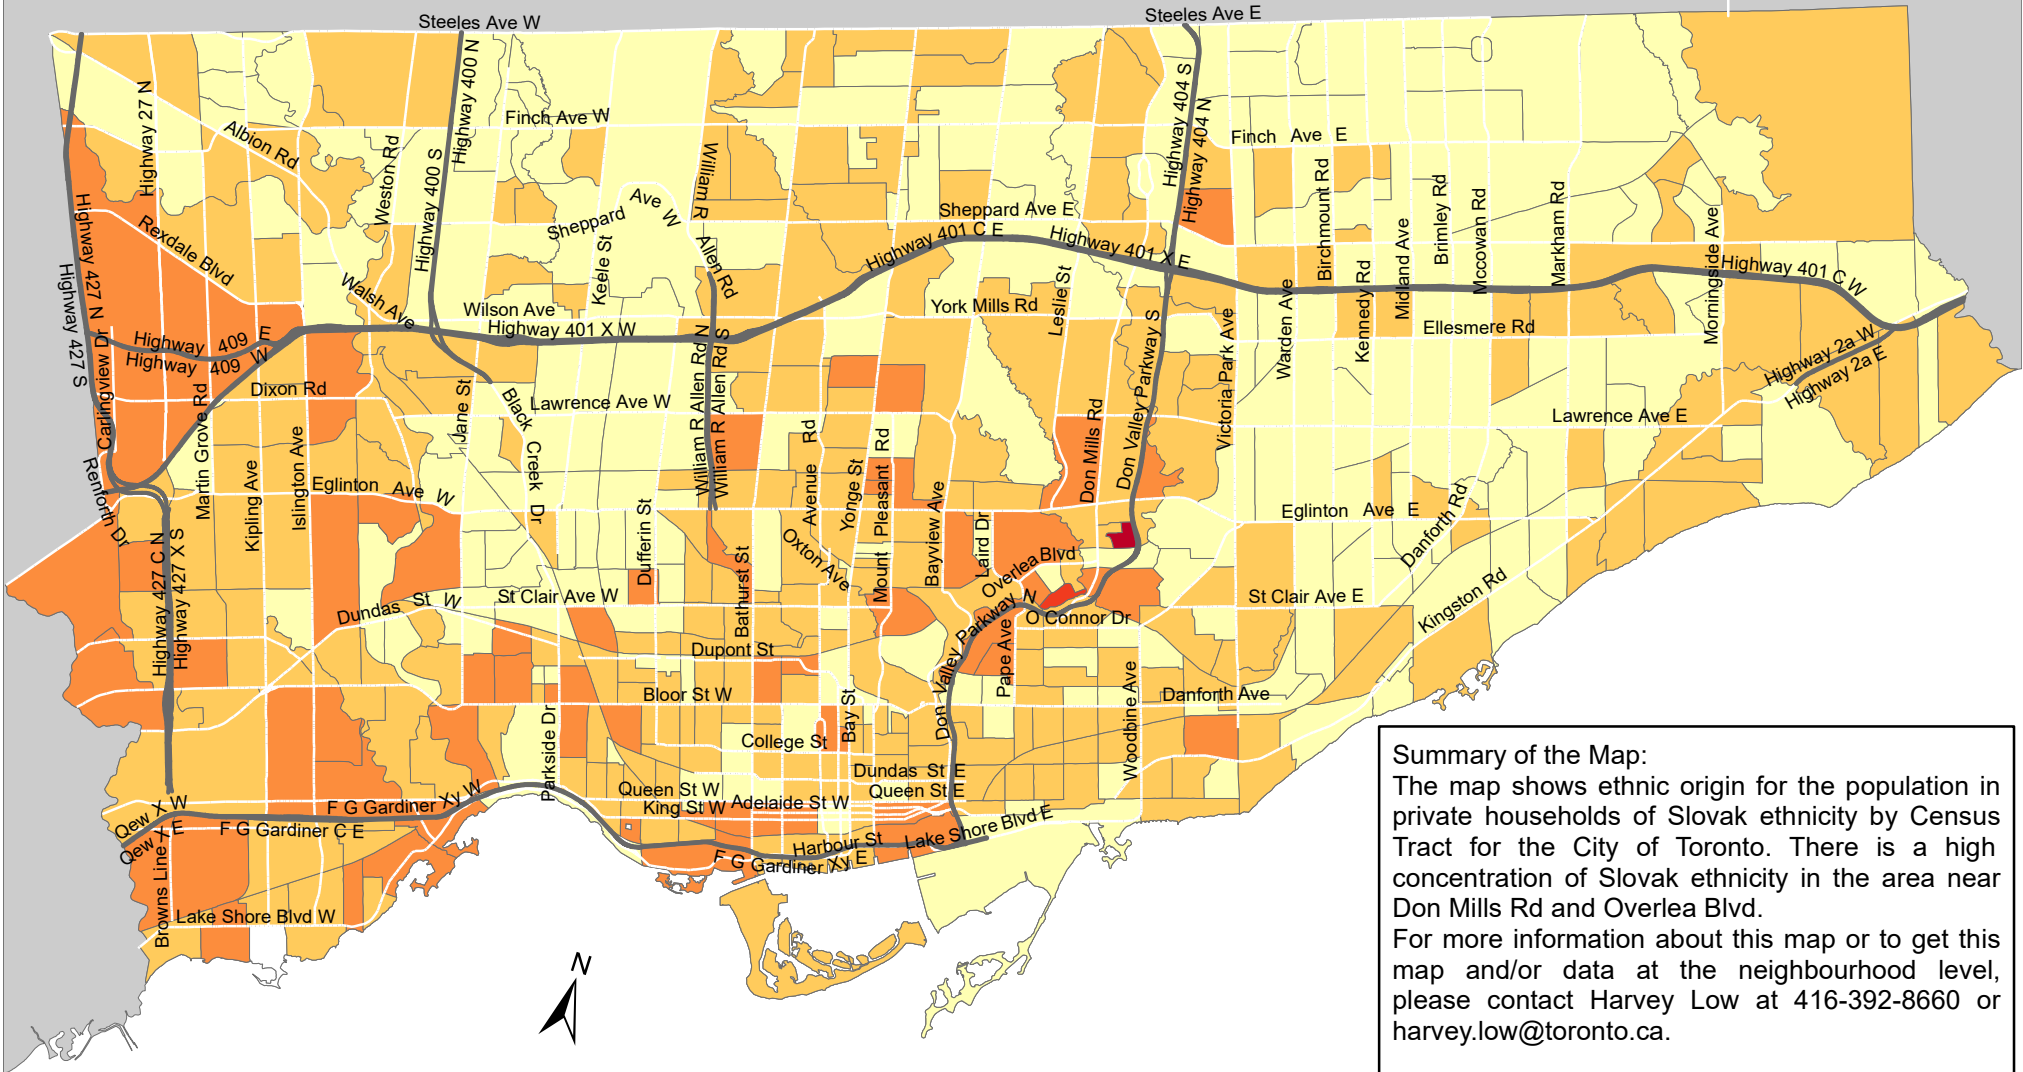 Steeles Ave W
Steeles Ave E
Highway 27 N
Highway 400 N
Highway 404 S
Highway 404 N
Finch Ave W
Finch Ave E
Albion Rd
Weston Rd
Highway 400 S
William R
Allen Rd
Sheppard Ave W
Sheppard Ave E
Keele St
Birchmount Rd
Kennedy Rd
Midland Ave
Brimley Rd
Mccowan Rd
Markham Rd
Morningside Ave
Highway 427 N
Highway 427 S
Rexdale Blvd
Walsh Ave
Wilson Ave
Highway 401 X W
Highway 401 C E
Highway 401 X E
Highway 401 C W
York Mills Rd
Leslie St
Ellesmere Rd
Warden Ave
Highway 2a W
Highway 2a E
Highway 409 E
Highway 409 W
Carlingview Dr
Dixon Rd
Martin Grove Rd
Jane St
Black Creek Dr
Lawrence Ave W
Lawrence Ave E
William R Allen Rd N
William R Allen Rd S
Avenue Rd
Yonge St
Mount Pleasant Rd
Don Mills Rd
Don Valley Parkway S
Victoria Park Ave
Renforth Dr
Kipling Ave
Islington Ave
Eglinton Ave W
Eglinton Ave E
Dufferin St
Bathurst St
Oxton Ave
Bayview Ave
Laird Dr
Overlea Blvd
Danforth Rd
Kingston Rd
Highway 427 C N
Highway 427 X S
Dundas St W
St Clair Ave W
St Clair Ave E
O Connor Dr
Don Valley Parkway N
Pape Ave
Dupont St
Bloor St W
Danforth Ave
Woodbine Ave
Parkside Dr
Bay St
College St
Dundas St E
Queen St W
Queen St E
King St W
Adelaide St W
Qew X W
Qew X E
F G Gardiner Xy W
F G Gardiner C E
Harbour St
F G Gardiner Xy E
Lake Shore Blvd E
Browns Line
Lake Shore Blvd W
N
Summary of the Map:
The map shows ethnic origin for the population in
private households of Slovak ethnicity by Census
Tract for the City of Toronto. There is a high
concentration of Slovak ethnicity in the area near
Don Mills Rd and Overlea Blvd.
For more information about this map or to get this
map and/or data at the neighbourhood level,
please contact Harvey Low at 416-392-8660 or
harvey.low@toronto.ca.